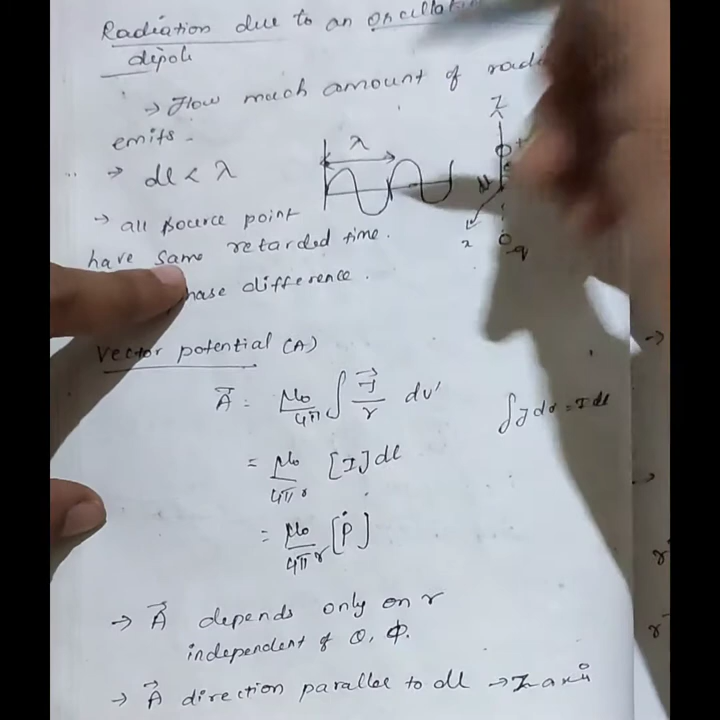 Radiation due to an
dipole
→ How much amount of
emits -
→ dl < λ
λ
→ all source point
have same retarded time.
phase difference.
Z
x
-q
Vector potential (A)
A⃗ = μ₀/4π ∫ J⃗/r dv'
∫J dv = I dl
= μ₀/4πr [I] dl
= μ₀/4πr [ṗ]
→ A⃗ depends only on r
independent of θ, Φ.
→ A⃗ direction parallel to dl → Z axis